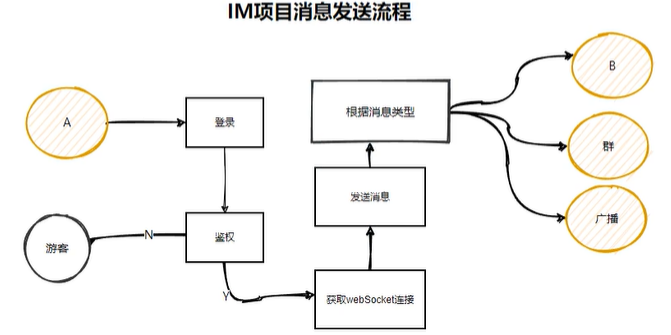 IM项目消息发送流程
A
登录
根据消息类型
B
群
发送消息
广播
游客
N
鉴权
Y
获取webSocket连接